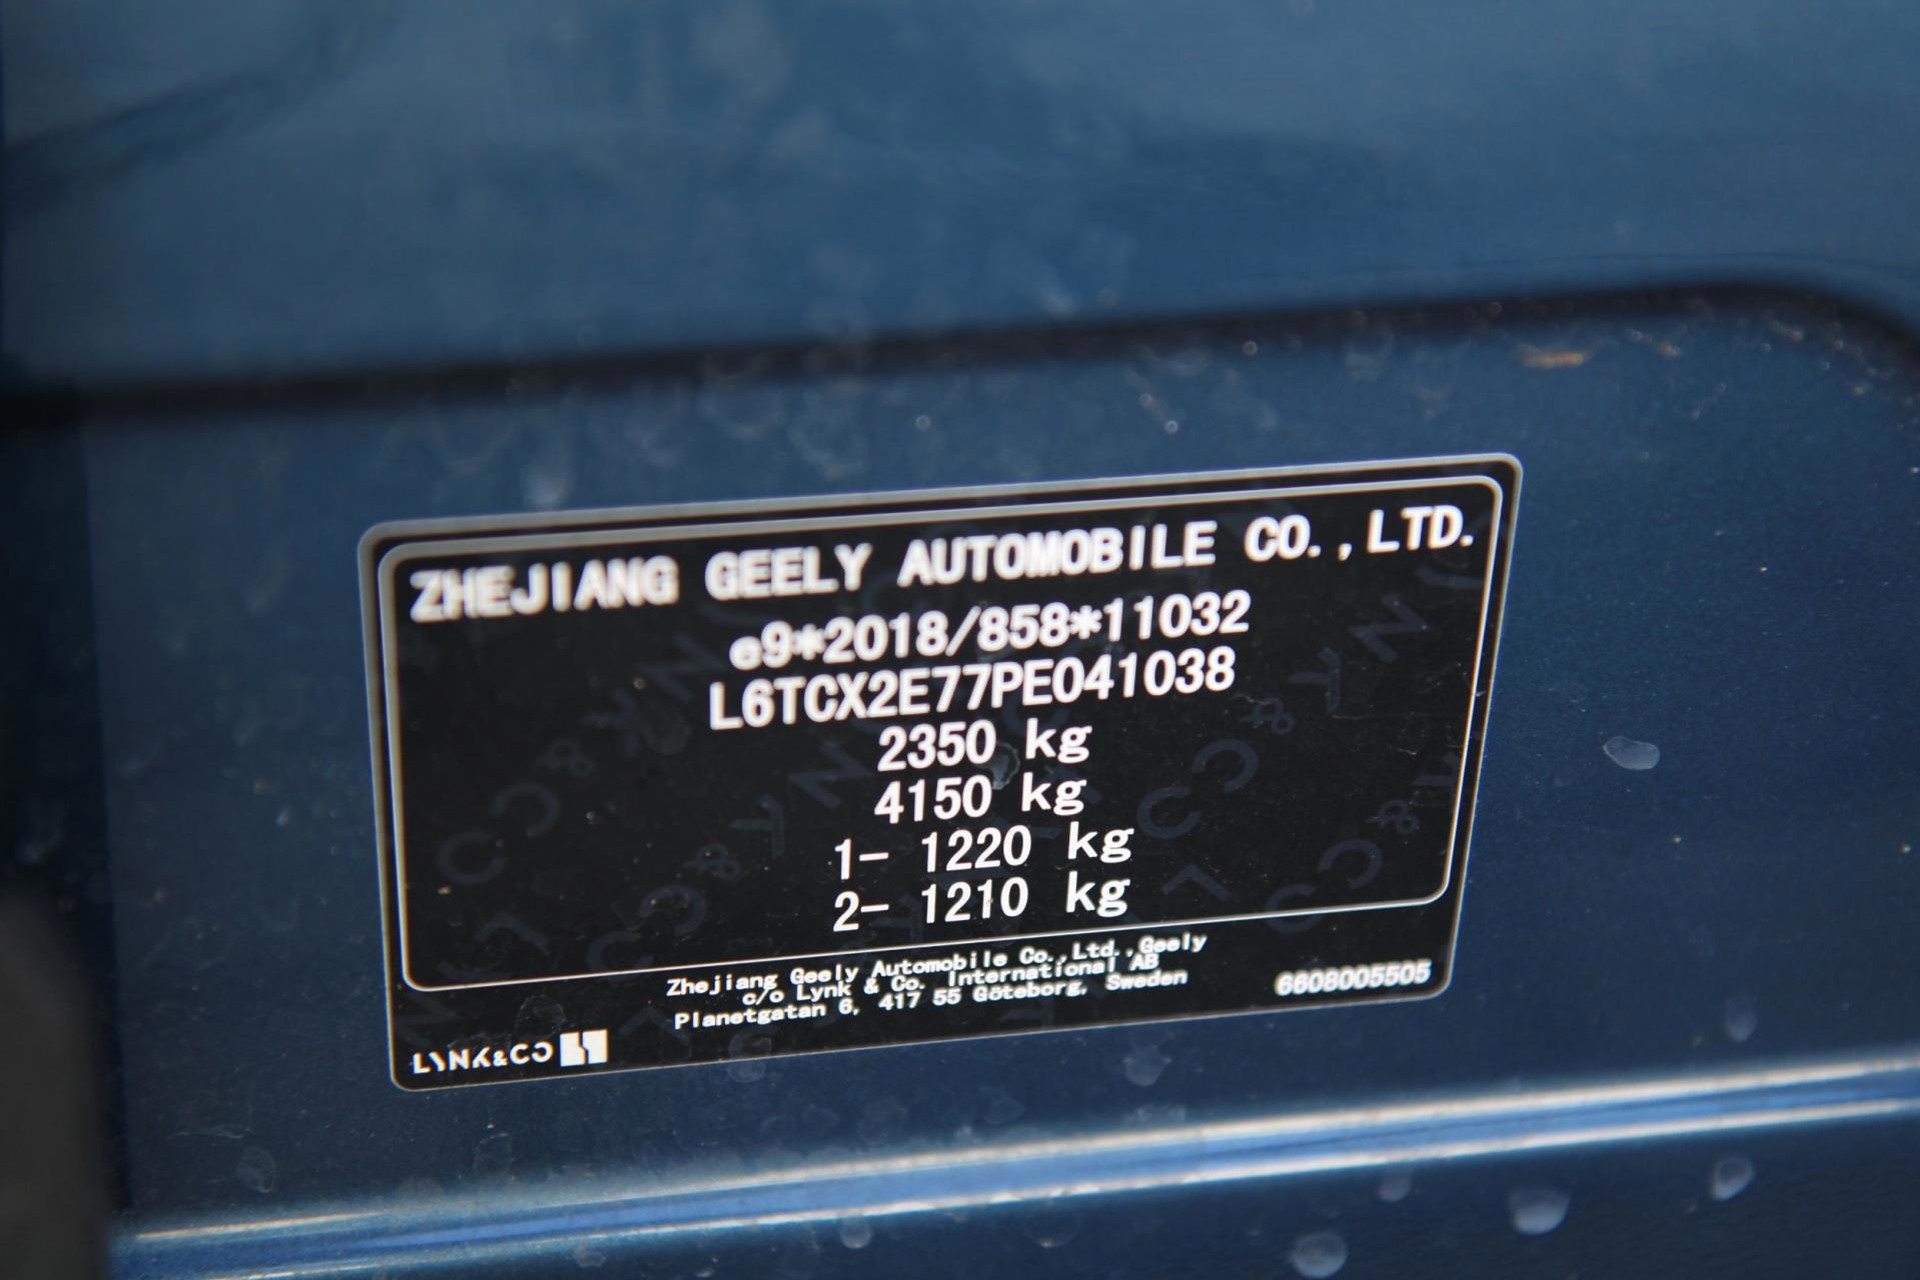 ZHEJIANG GEELY AUTOMOBILE CO.,LTD.
e9*2018/858*11032
L6TCX2E77PE041038
2350 kg
4150 kg
1- 1220 kg
2- 1210 kg
Zhejiang Geely Automobile Co.,Ltd.,Geely
c/o Lynk & Co. International AB
Planetgatan 6, 417 55 Göteborg, Sweden
6608005505
LYNK&CO